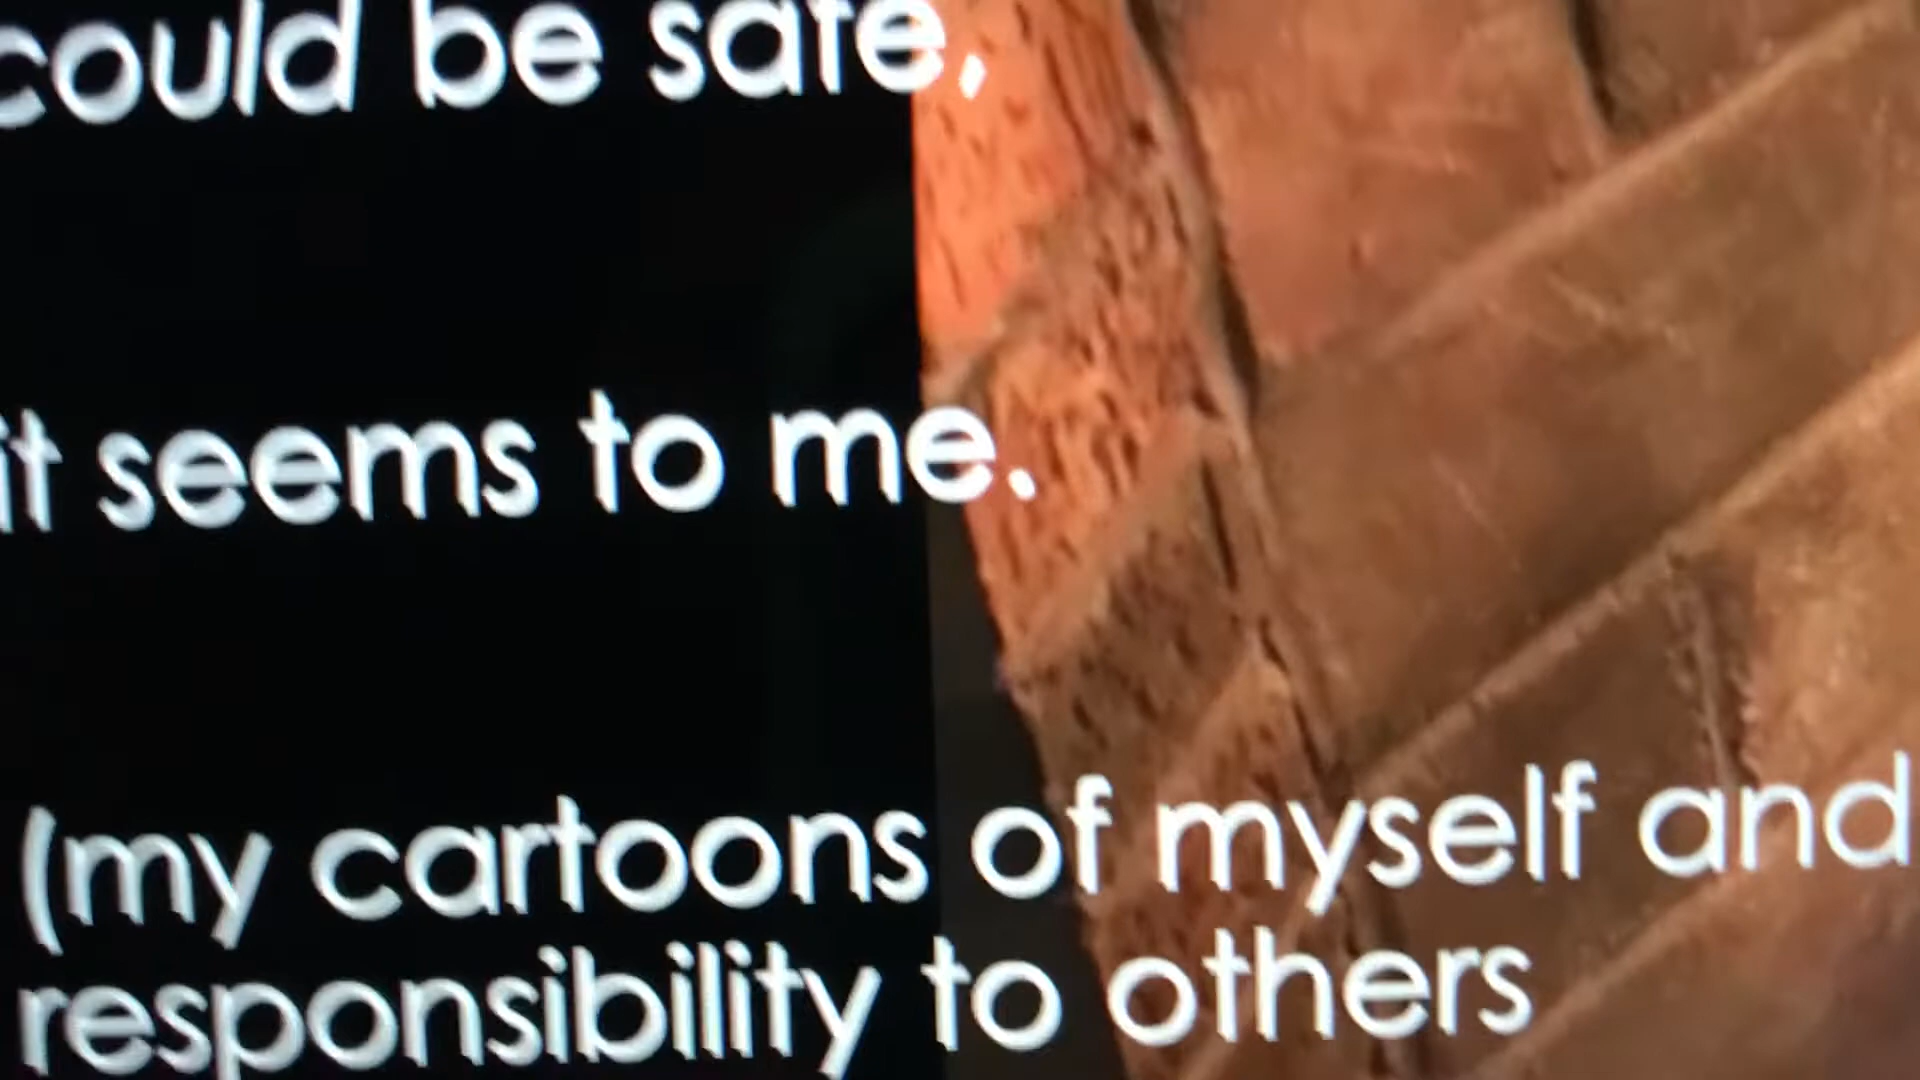 could be safe,
it seems to me.
(my cartoons of myself and
responsibility to others